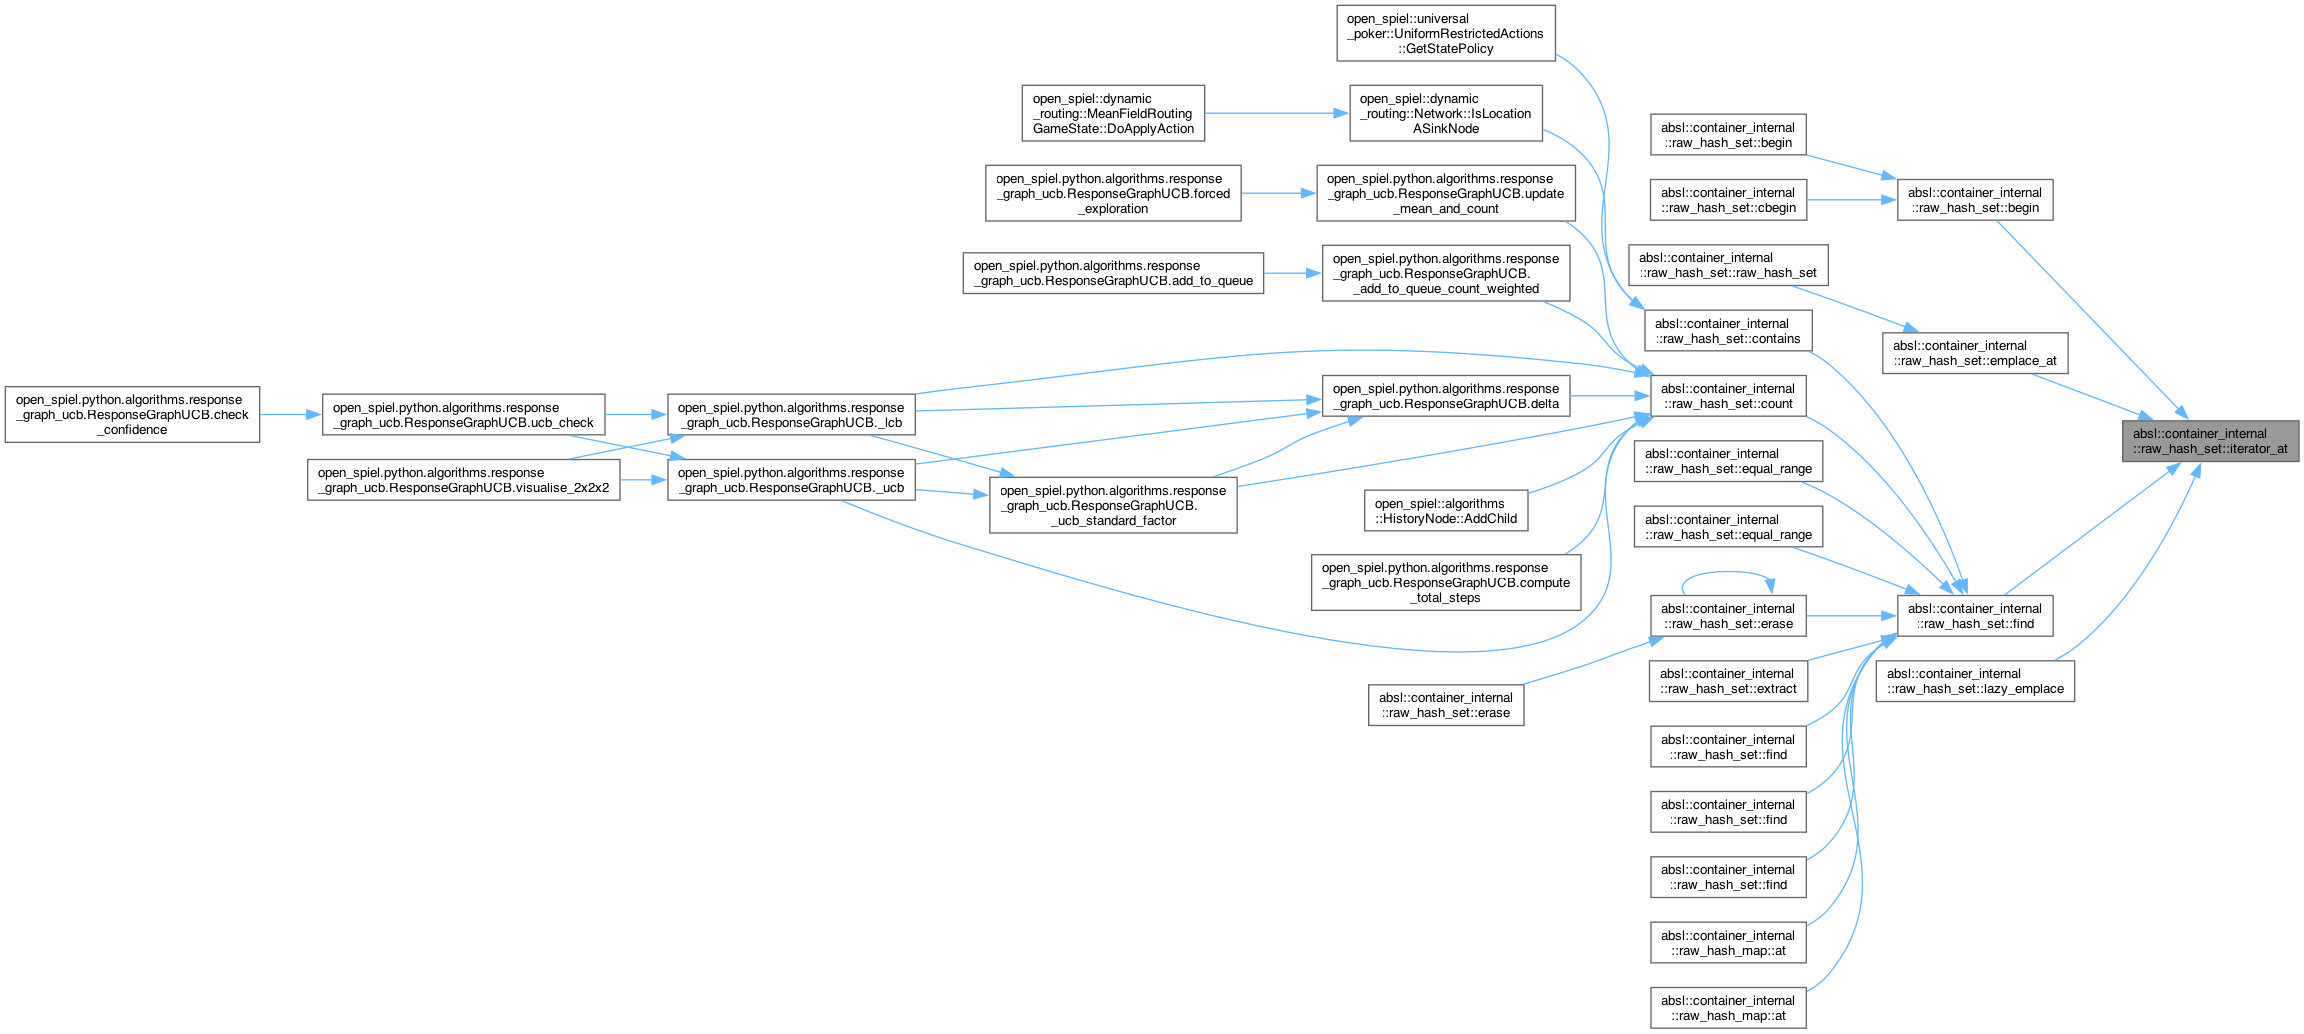 open_spiel::universal
_poker::UniformRestrictedActions
::GetStatePolicy
open_spiel::dynamic
_routing::MeanFieldRouting
GameState::DoApplyAction
open_spiel::dynamic
_routing::Network::IsLocation
ASinkNode
absl::container_internal
::raw_hash_set::begin
open_spiel.python.algorithms.response
_graph_ucb.ResponseGraphUCB.forced
_exploration
open_spiel.python.algorithms.response
_graph_ucb.ResponseGraphUCB.update
_mean_and_count
absl::container_internal
::raw_hash_set::cbegin
absl::container_internal
::raw_hash_set::begin
open_spiel.python.algorithms.response
_graph_ucb.ResponseGraphUCB.add_to_queue
open_spiel.python.algorithms.response
_graph_ucb.ResponseGraphUCB.
_add_to_queue_count_weighted
absl::container_internal
::raw_hash_set::raw_hash_set
absl::container_internal
::raw_hash_set::contains
absl::container_internal
::raw_hash_set::emplace_at
open_spiel.python.algorithms.response
_graph_ucb.ResponseGraphUCB.check
_confidence
open_spiel.python.algorithms.response
_graph_ucb.ResponseGraphUCB.ucb_check
open_spiel.python.algorithms.response
_graph_ucb.ResponseGraphUCB._lcb
open_spiel.python.algorithms.response
_graph_ucb.ResponseGraphUCB.delta
absl::container_internal
::raw_hash_set::count
absl::container_internal
::raw_hash_set::iterator_at
open_spiel.python.algorithms.response
_graph_ucb.ResponseGraphUCB.visualise_2x2x2
open_spiel.python.algorithms.response
_graph_ucb.ResponseGraphUCB._ucb
open_spiel.python.algorithms.response
_graph_ucb.ResponseGraphUCB.
_ucb_standard_factor
open_spiel::algorithms
::HistoryNode::AddChild
absl::container_internal
::raw_hash_set::equal_range
absl::container_internal
::raw_hash_set::equal_range
open_spiel.python.algorithms.response
_graph_ucb.ResponseGraphUCB.compute
_total_steps
absl::container_internal
::raw_hash_set::erase
absl::container_internal
::raw_hash_set::find
absl::container_internal
::raw_hash_set::erase
absl::container_internal
::raw_hash_set::extract
absl::container_internal
::raw_hash_set::lazy_emplace
absl::container_internal
::raw_hash_set::find
absl::container_internal
::raw_hash_set::find
absl::container_internal
::raw_hash_set::find
absl::container_internal
::raw_hash_map::at
absl::container_internal
::raw_hash_map::at